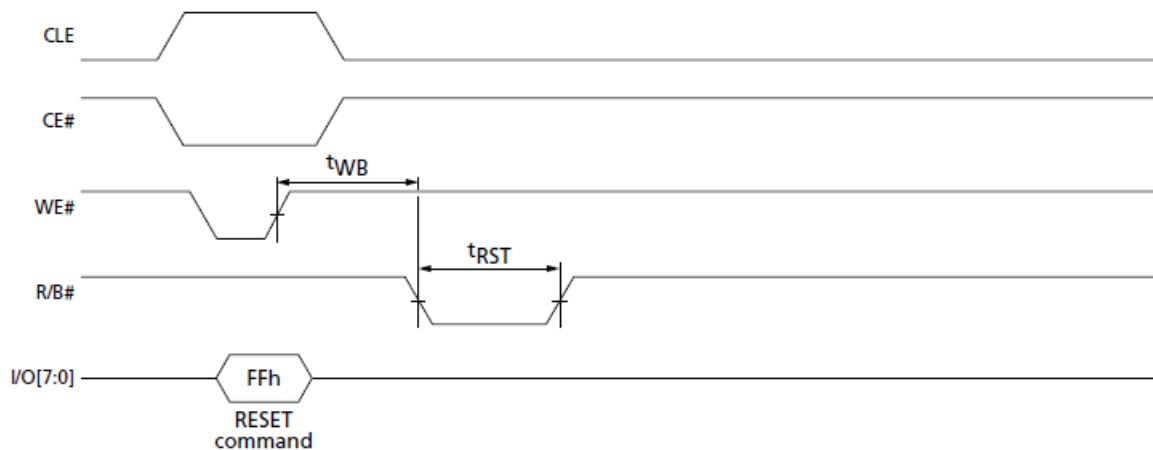 CLE
CE#
tWB
WE#
tRST
R/B#
I/O[7:0]
FFh
RESET
command